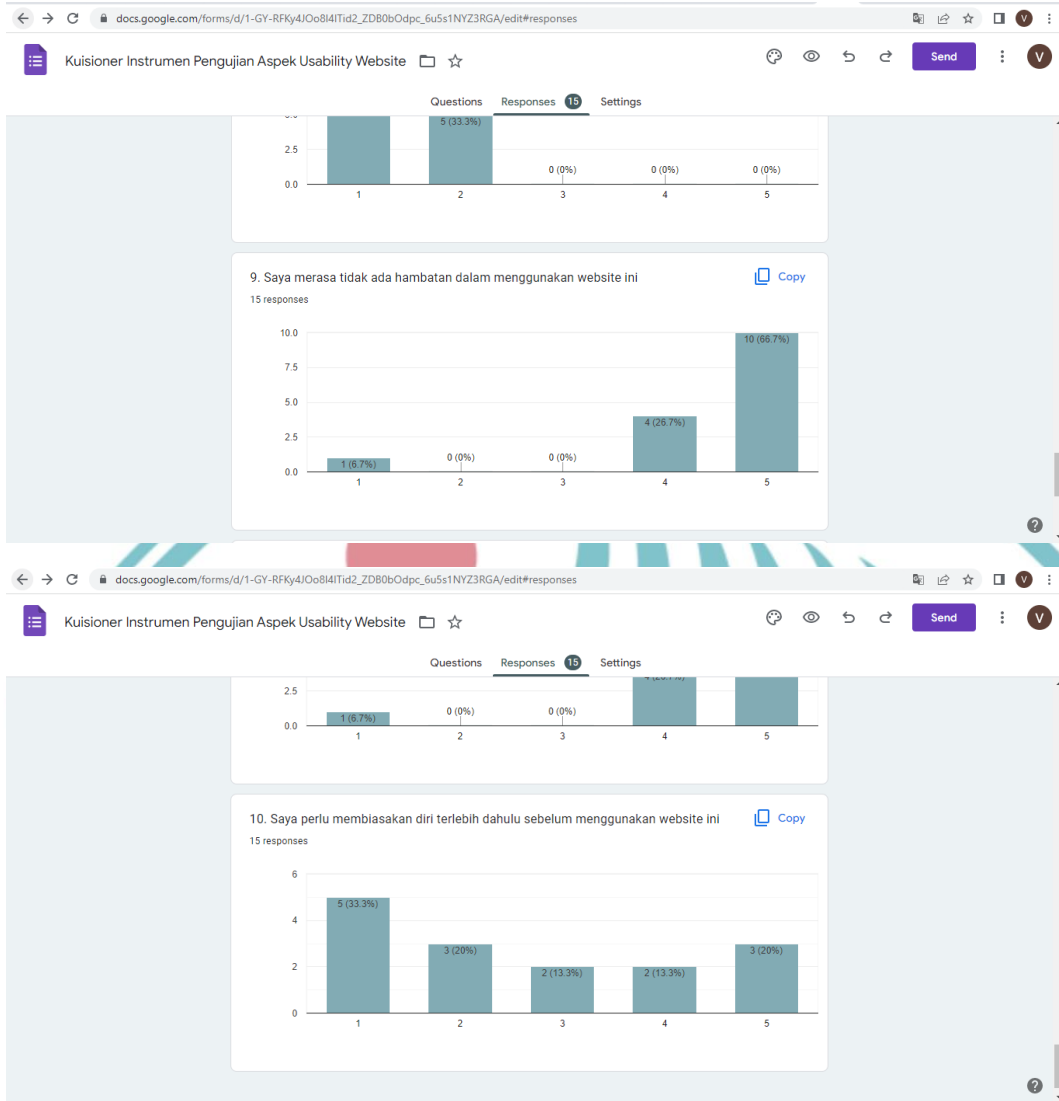 docs.google.com/forms/d/1-GY-RFKy4JOo8I4ITid2_ZDB0bOdpc_6u5s1NYZ3RGA/edit#responses
V
Kuisioner Instrumen Pengujian Aspek Usability Website
Send
V
Questions Responses 15 Settings
5 (33.3%)
2.5
0 (0%) 0 (0%) 0 (0%)
0.0
1 2 3 4 5
9. Saya merasa tidak ada hambatan dalam menggunakan website ini
Copy
15 responses
10.0
10 (66.7%)
7.5
5.0
4 (26.7%)
2.5
1 (6.7%) 0 (0%) 0 (0%)
0.0
1 2 3 4 5
docs.google.com/forms/d/1-GY-RFKy4JOo8I4ITid2_ZDB0bOdpc_6u5s1NYZ3RGA/edit#responses
V
Kuisioner Instrumen Pengujian Aspek Usability Website
Send
V
Questions Responses 15 Settings
2.5
1 (6.7%) 0 (0%) 0 (0%)
0.0
1 2 3 4 5
10. Saya perlu membiasakan diri terlebih dahulu sebelum menggunakan website ini
Copy
15 responses
6
5 (33.3%)
4
3 (20%) 3 (20%)
2
2 (13.3%) 2 (13.3%)
0
1 2 3 4 5